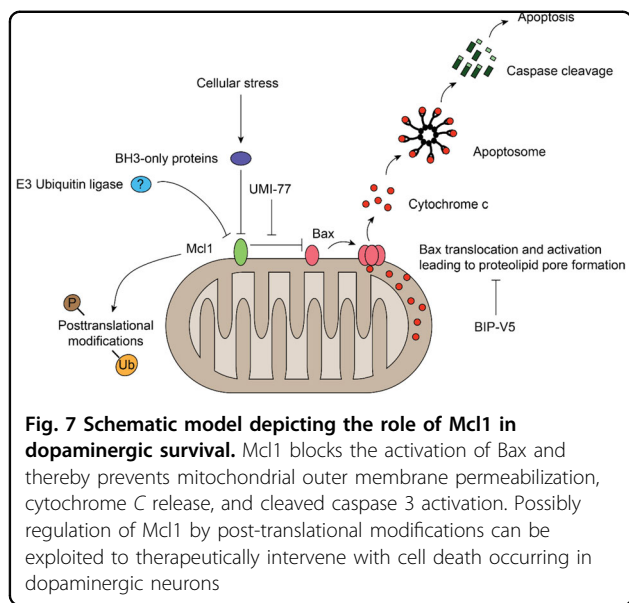 Apoptosis
Caspase cleavage
Cellular stress
Apoptosome
BH3-only proteins
E3 Ubiquitin ligase
?
UMI-77
Cytochrome c
Mcl1
Bax
Bax translocation and activation
leading to proteolipid pore formation
P
Posttranslational
modifications
Ub
BIP-V5
Fig. 7 Schematic model depicting the role of Mcl1 in
dopaminergic survival. Mcl1 blocks the activation of Bax and
thereby prevents mitochondrial outer membrane permeabilization,
cytochrome C release, and cleaved caspase 3 activation. Possibly
regulation of Mcl1 by post-translational modifications can be
exploited to therapeutically intervene with cell death occurring in
dopaminergic neurons